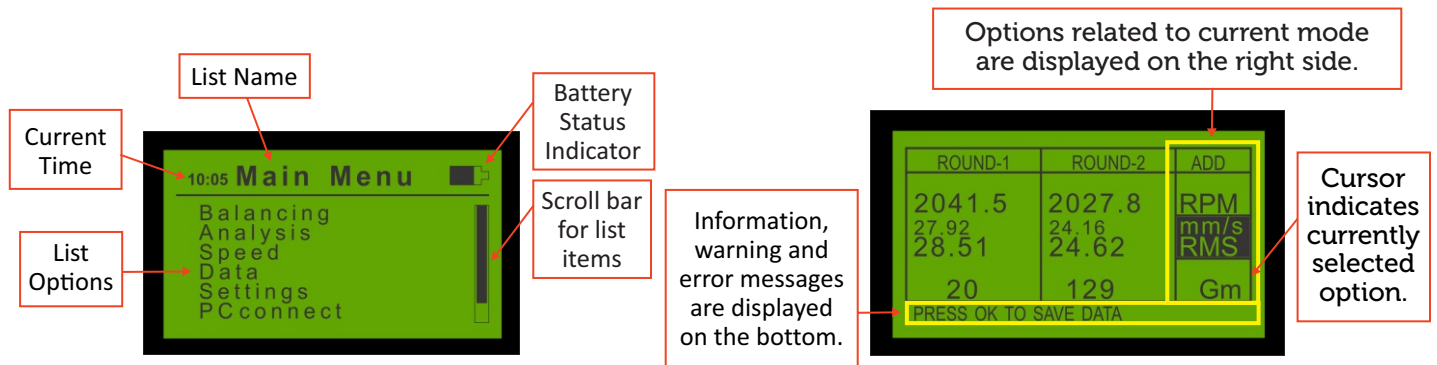 List Name
Current
Time
Battery
Status
Indicator
10:05 Main Menu
Balancing
Analysis
Speed
Data
Settings
PCconnect
List
Options
Scroll bar
for list
items
Options related to current mode
are displayed on the right side.
ROUND-1 ROUND-2 ADD
2041.5 2027.8 RPM
27.92 24.16 mm/s
28.51 24.62 RMS
20 129 Gm
PRESS OK TO SAVE DATA
Information,
warning and
error messages
are displayed
on the bottom.
Cursor
indicates
currently
selected
option.